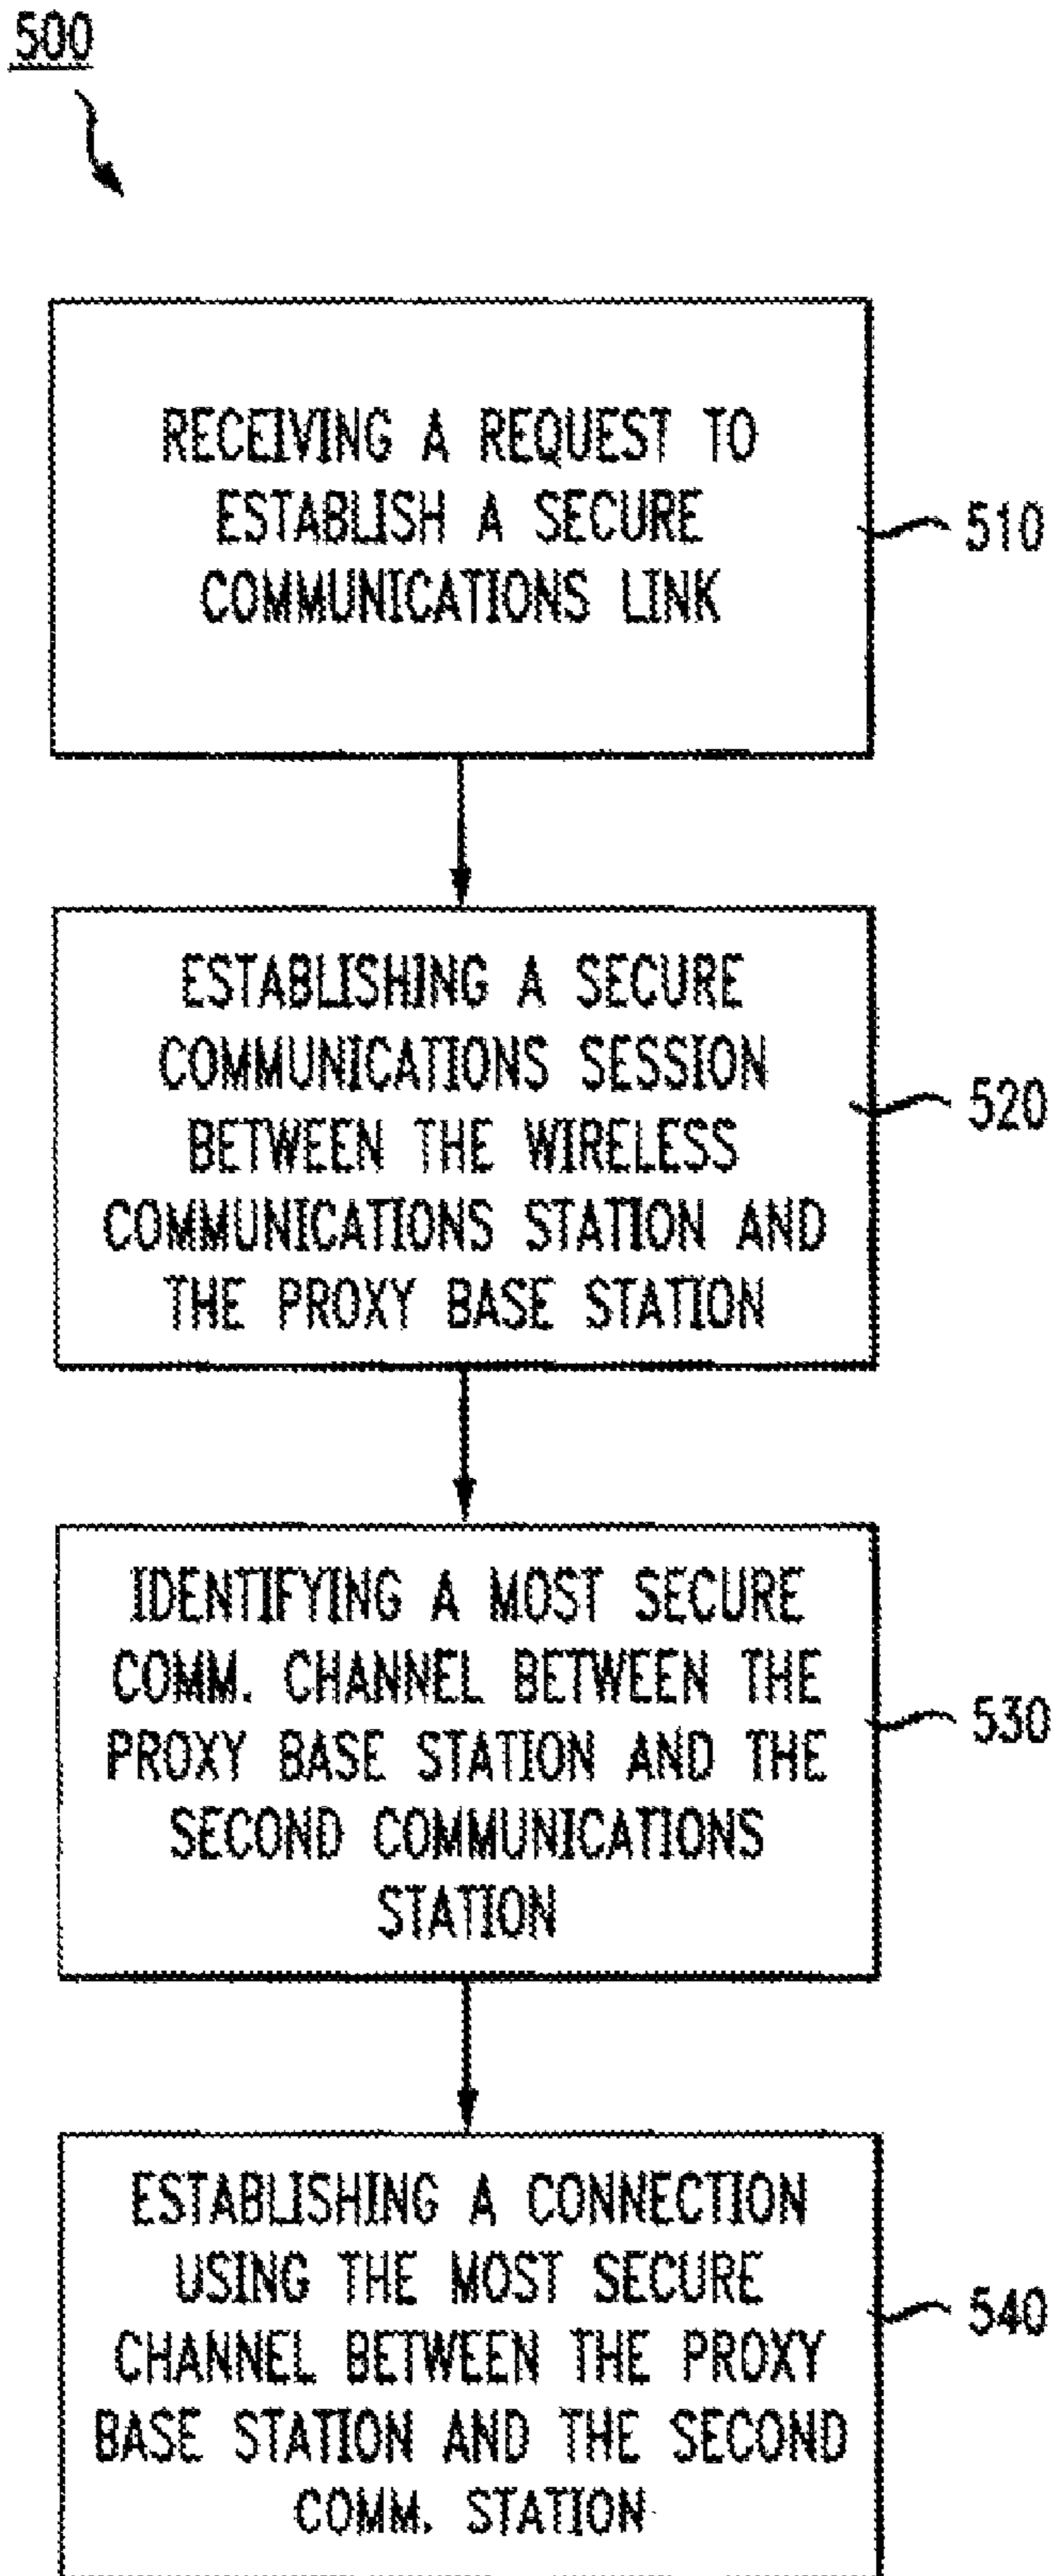 500
RECEIVING A REQUEST TO
ESTABLISH A SECURE
COMMUNICATIONS LINK
510
ESTABLISHING A SECURE
COMMUNICATIONS SESSION
BETWEEN THE WIRELESS
COMMUNICATIONS STATION AND
THE PROXY BASE STATION
520
IDENTIFYING A MOST SECURE
COMM. CHANNEL BETWEEN THE
PROXY BASE STATION AND THE
SECOND COMMUNICATIONS
STATION
530
ESTABLISHING A CONNECTION
USING THE MOST SECURE
CHANNEL BETWEEN THE PROXY
BASE STATION AND THE SECOND
COMM. STATION
540